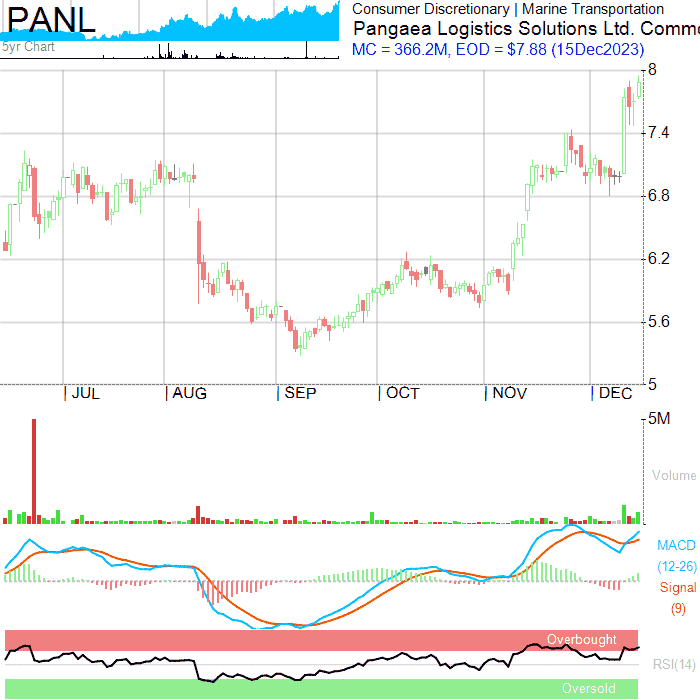 PANL
5yr Chart
Consumer Discretionary | Marine Transportation
Pangaea Logistics Solutions Ltd. Commo
MC = 366.2M, EOD = $7.88 (15Dec2023)
8
7.4
6.8
6.2
5.6
5
JUL AUG SEP OCT NOV DEC
5M
Volume
MACD
(12-26)
Signal
(9)
Overbought
RSI(14)
Oversold